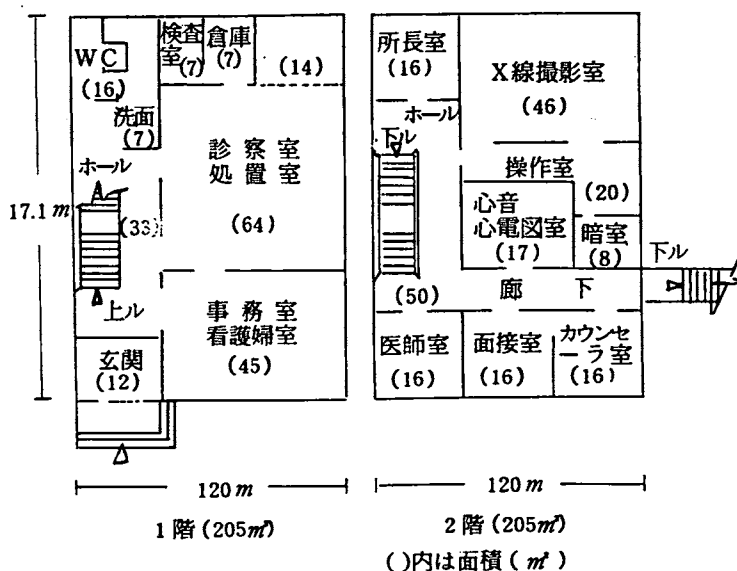 WC
(16)
検査室
(7)
倉庫
(7)
(14)
洗面
(7)
ホール
診察室
処置室
(64)
17.1 m
(33)
上ル
事務室
看護婦室
(45)
玄関
(12)
120 m
1階 (205㎡)
所長室
(16)
X線撮影室
(46)
ホール
下ル
操作室
(20)
心音
心電図室
(17)
暗室
(8)
下ル
(50)
廊下
医師室
(16)
面接室
(16)
カウンセ
ーラ室
(16)
120 m
2階 (205㎡)
()内は面積 (㎡)